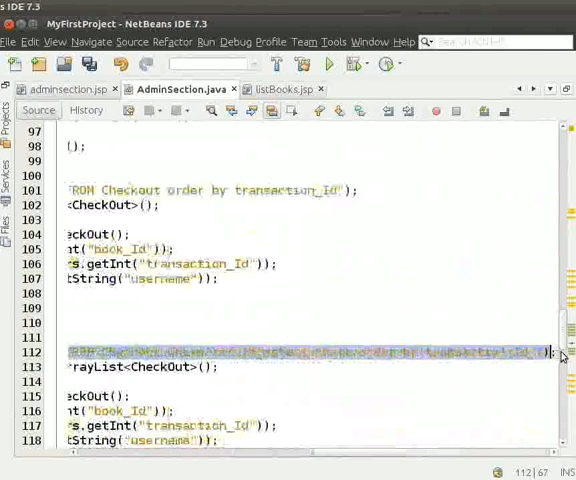 s IDE 7.3
MyFirstProject - NetBeans IDE 7.3
File Edit View Navigate Source Refactor Run Debug Profile Team Tools Window Help
adminsection.jsp AdminSection.java listBooks.jsp
Source History
Projects
Services
Files
97
98 ();
99
100
101 FROM Checkout order by transaction_Id");
102 <CheckOut>();
103
104 eckOut();
105 nt("book_Id"));
106 s.getInt("transaction_Id"));
107 tString("username"));
108
109
110
111
112
113 rrayList<CheckOut>();
114
115 eckOut();
116 nt("book_Id"));
117 s.getInt("transaction_Id"));
118 tString("username"));
112|67 INS